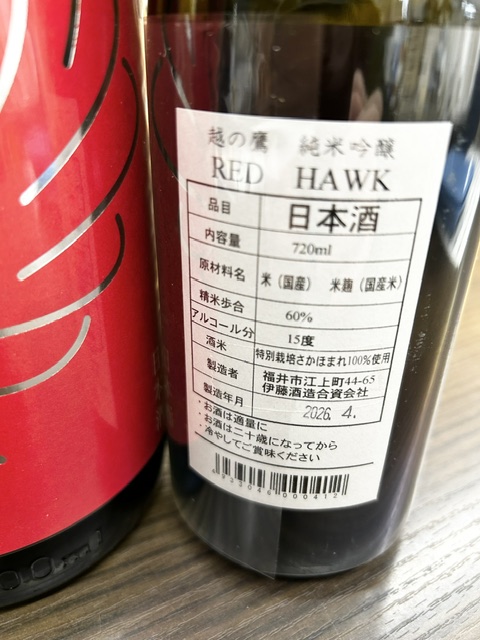 越の鷹 純米吟醸
RED HAWK
品目 日本酒
内容量 720ml
原材料名 米（国産） 米麹（国産米）
精米歩合 60%
アルコール分 15度
酒米 特別栽培さかほまれ100%使用
製造者 福井市江上町44-65
伊藤酒造合資会社
製造年月 2026. 4.
・お酒は適量に
・お酒は二十歳になってから
・冷やしてご賞味ください